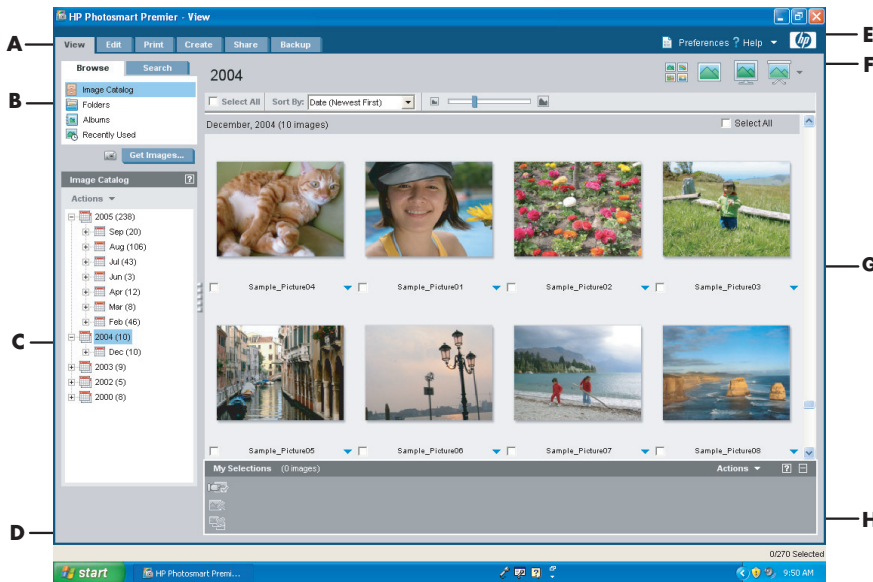 HP Photosmart Premier - View
A
View Edit Print Create Share Backup
Preferences ? Help
hp
E
Browse Search
2004
F
B
Image Catalog
Folders
Albums
Recently Used
Select All Sort By: Date (Newest First)
December, 2004 (10 images) Select All
Get Images...
Image Catalog ?
Actions
2005 (238)
Sep (20)
Aug (106)
Jul (43)
Jun (3)
Apr (12)
Mar (8)
Feb (46)
C
2004 (10)
Dec (10)
2003 (9)
2002 (5)
2000 (8)
Sample_Picture04 Sample_Picture01 Sample_Picture02 Sample_Picture03
G
Sample_Picture05 Sample_Picture06 Sample_Picture07 Sample_Picture08
My Selections (0 images) Actions ?
D
H
0/270 Selected
start HP Photosmart Premi... ? 9:50 AM